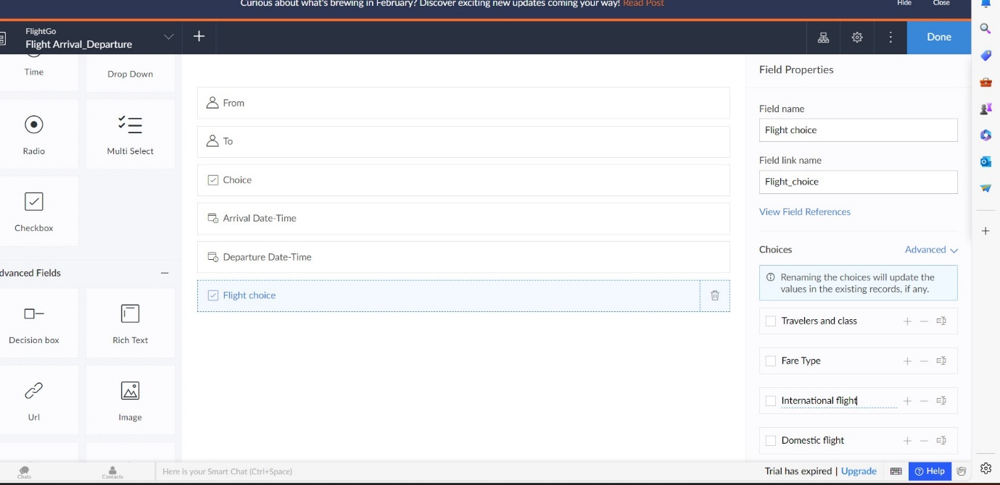 Curious about what's brewing in February? Discover exciting new updates coming your way! Read Post
Hide
Close
FlightGo
Flight Arrival_Departure
Done
Time
Drop Down
Radio
Multi Select
Checkbox
dvanced Fields
Decision box
Rich Text
Url
Image
From
To
Choice
Arrival Date-Time
Departure Date-Time
Flight choice
Field Properties
Field name
Flight choice
Field link name
Flight_choice
View Field References
Choices
Advanced
Renaming the choices will update the
values in the existing records, if any.
Travelers and class
Fare Type
International flight
Domestic flight
Chats
Contacts
Here is your Smart Chat (Ctrl+Space)
Trial has expired | Upgrade
Help